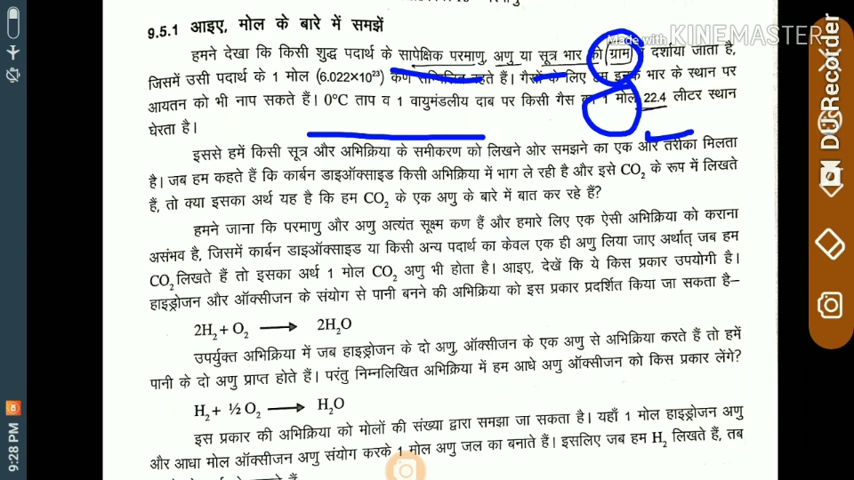 9.5.1 आइए, मोल के बारे में समझें
Made with KINEMASTER
हमने देखा कि किसी शुद्ध पदार्थ के सापेक्षिक परमाणु, अणु या सूत्र भार को (ग्राम) में दर्शाया जाता है,
जिसमें उसी पदार्थ के 1 मोल (6.022×10²³) कण सम्मिलित रहते हैं। गैसों के लिए हम इनके भार के स्थान पर
आयतन को भी नाप सकते हैं। 0°C ताप व 1 वायुमंडलीय दाब पर किसी गैस का 1 मोल 22.4 लीटर स्थान
घेरता है।
इससे हमें किसी सूत्र और अभिक्रिया के समीकरण को लिखने ओर समझने का एक और तरीका मिलता
है। जब हम कहते हैं कि कार्बन डाइऑक्साइड किसी अभिक्रिया में भाग ले रही है और इसे CO₂ के रूप में लिखते
हैं, तो क्या इसका अर्थ यह है कि हम CO₂ के एक अणु के बारे में बात कर रहे हैं?
हमने जाना कि परमाणु और अणु अत्यंत सूक्ष्म कण हैं और हमारे लिए एक ऐसी अभिक्रिया को कराना
असंभव है, जिसमें कार्बन डाइऑक्साइड या किसी अन्य पदार्थ का केवल एक ही अणु लिया जाए अर्थात् जब हम
CO₂ लिखते हैं तो इसका अर्थ 1 मोल CO₂ अणु भी होता है। आइए, देखें कि ये किस प्रकार उपयोगी है।
हाइड्रोजन और ऑक्सीजन के संयोग से पानी बनने की अभिक्रिया को इस प्रकार प्रदर्शित किया जा सकता है–
2H₂ + O₂ ⟶ 2H₂O
उपर्युक्त अभिक्रिया में जब हाइड्रोजन के दो अणु, ऑक्सीजन के एक अणु से अभिक्रिया करते हैं तो हमें
पानी के दो अणु प्राप्त होते हैं। परंतु निम्नलिखित अभिक्रिया में हम आधे अणु ऑक्सीजन को किस प्रकार लेंगे?
H₂ + ½ O₂ ⟶ H₂O
इस प्रकार की अभिक्रिया को मोलों की संख्या द्वारा समझा जा सकता है। यहाँ 1 मोल हाइड्रोजन अणु
और आधा मोल ऑक्सीजन अणु संयोग करके 1 मोल अणु जल का बनाते हैं। इसलिए जब हम H₂ लिखते हैं, तब
9:28 PM
DU Recorder